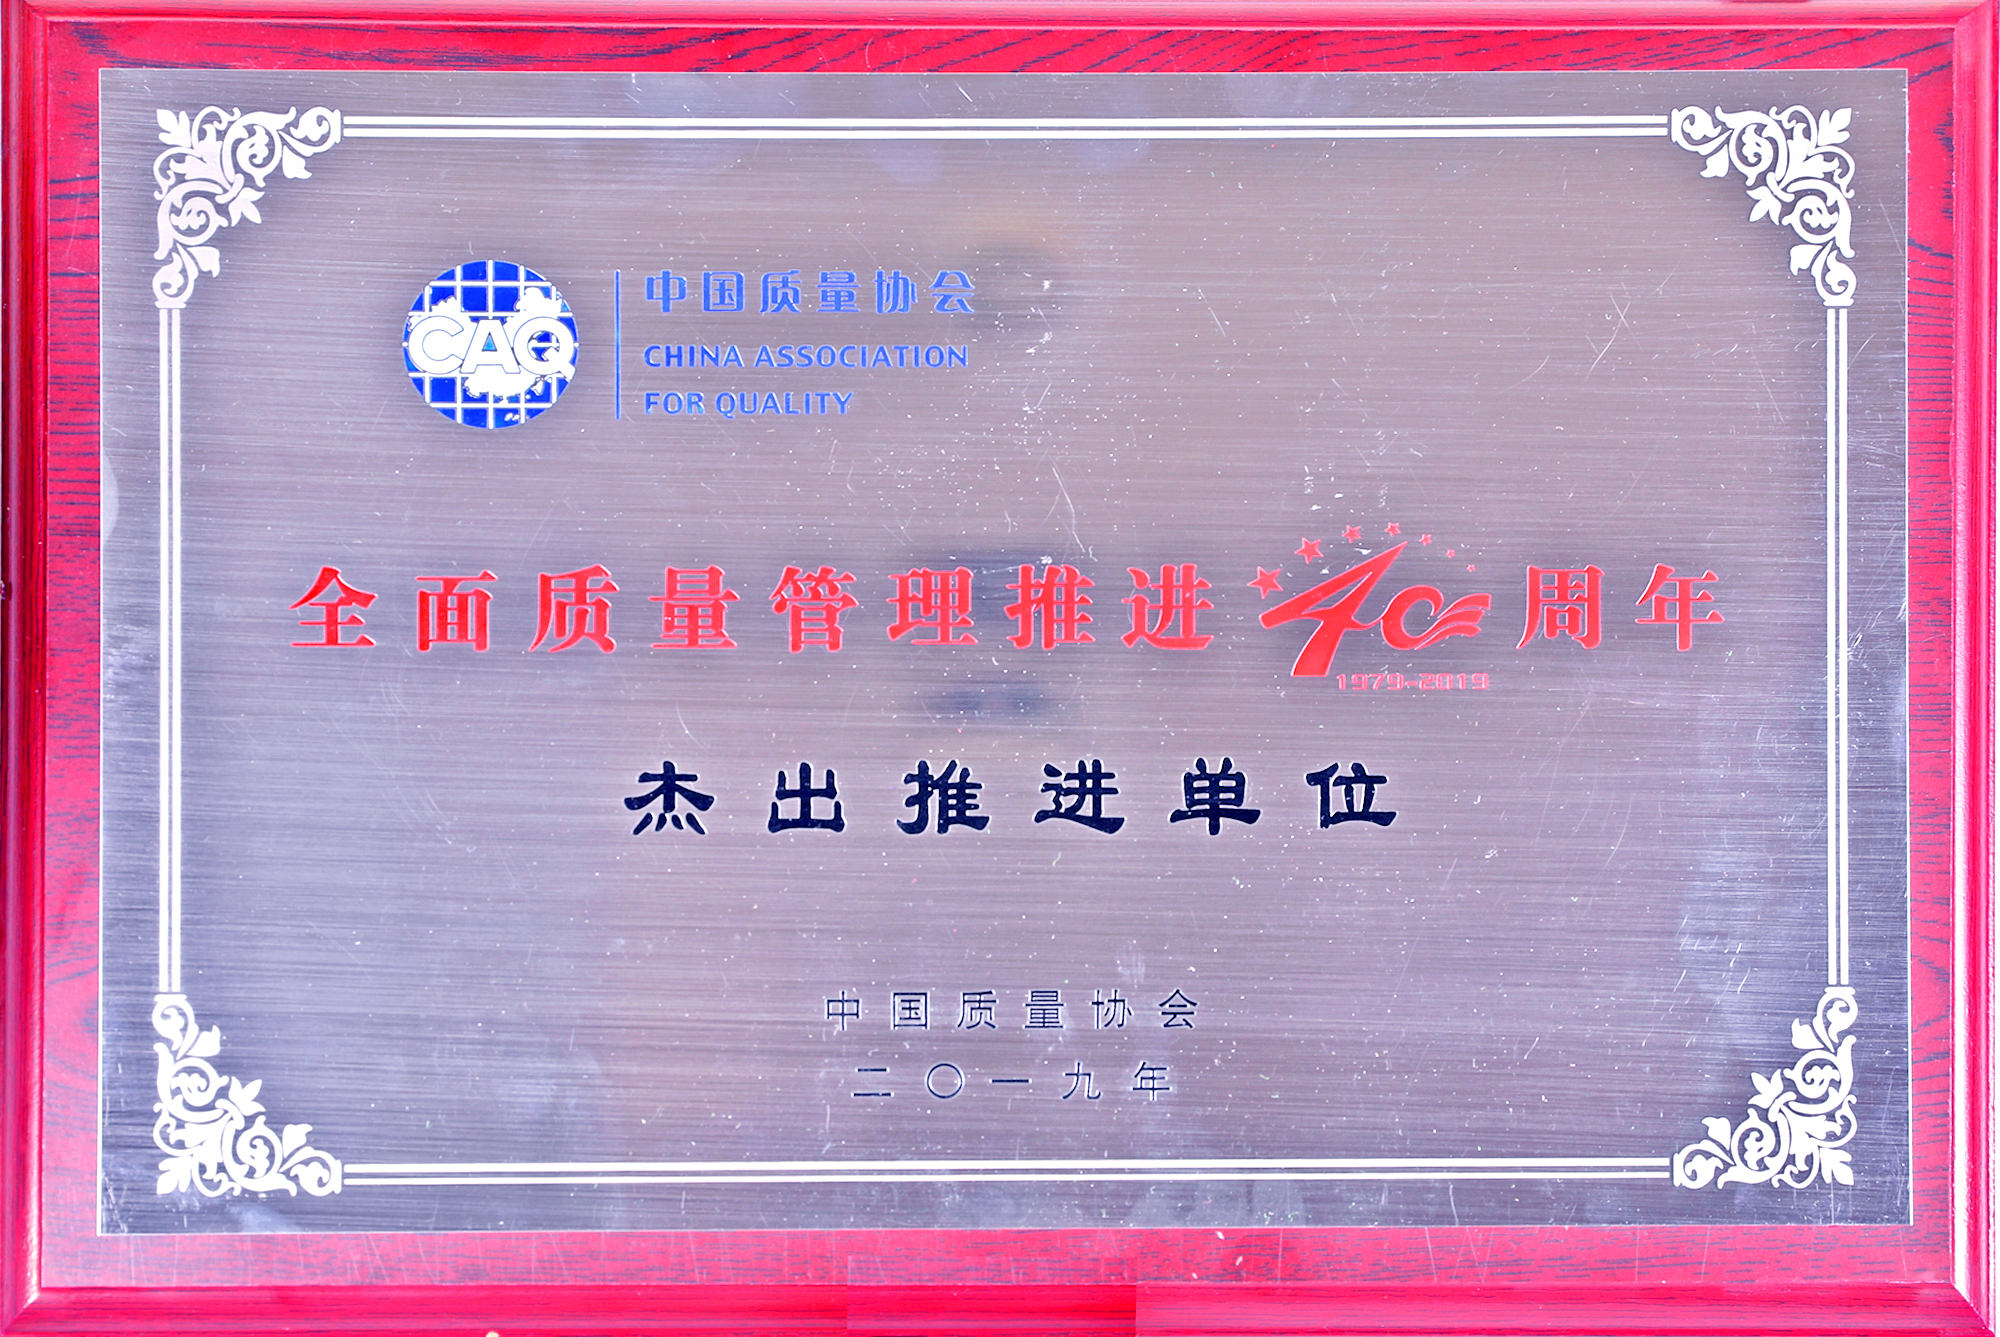 CAQ
中国质量协会
CHINA ASSOCIATION
FOR QUALITY
全面质量管理推进40周年
1979-2019
杰出推进单位
中国质量协会
二〇一九年